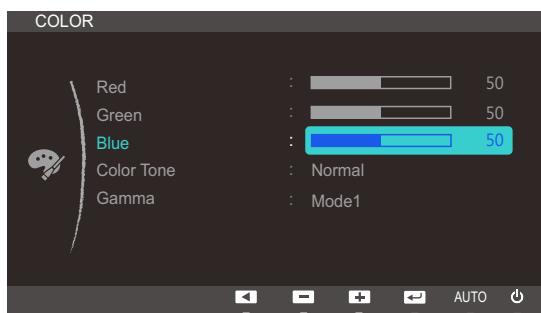 COLOR
Red : 50
Green : 50
Blue : 50
Color Tone : Normal
Gamma : Mode1
AUTO